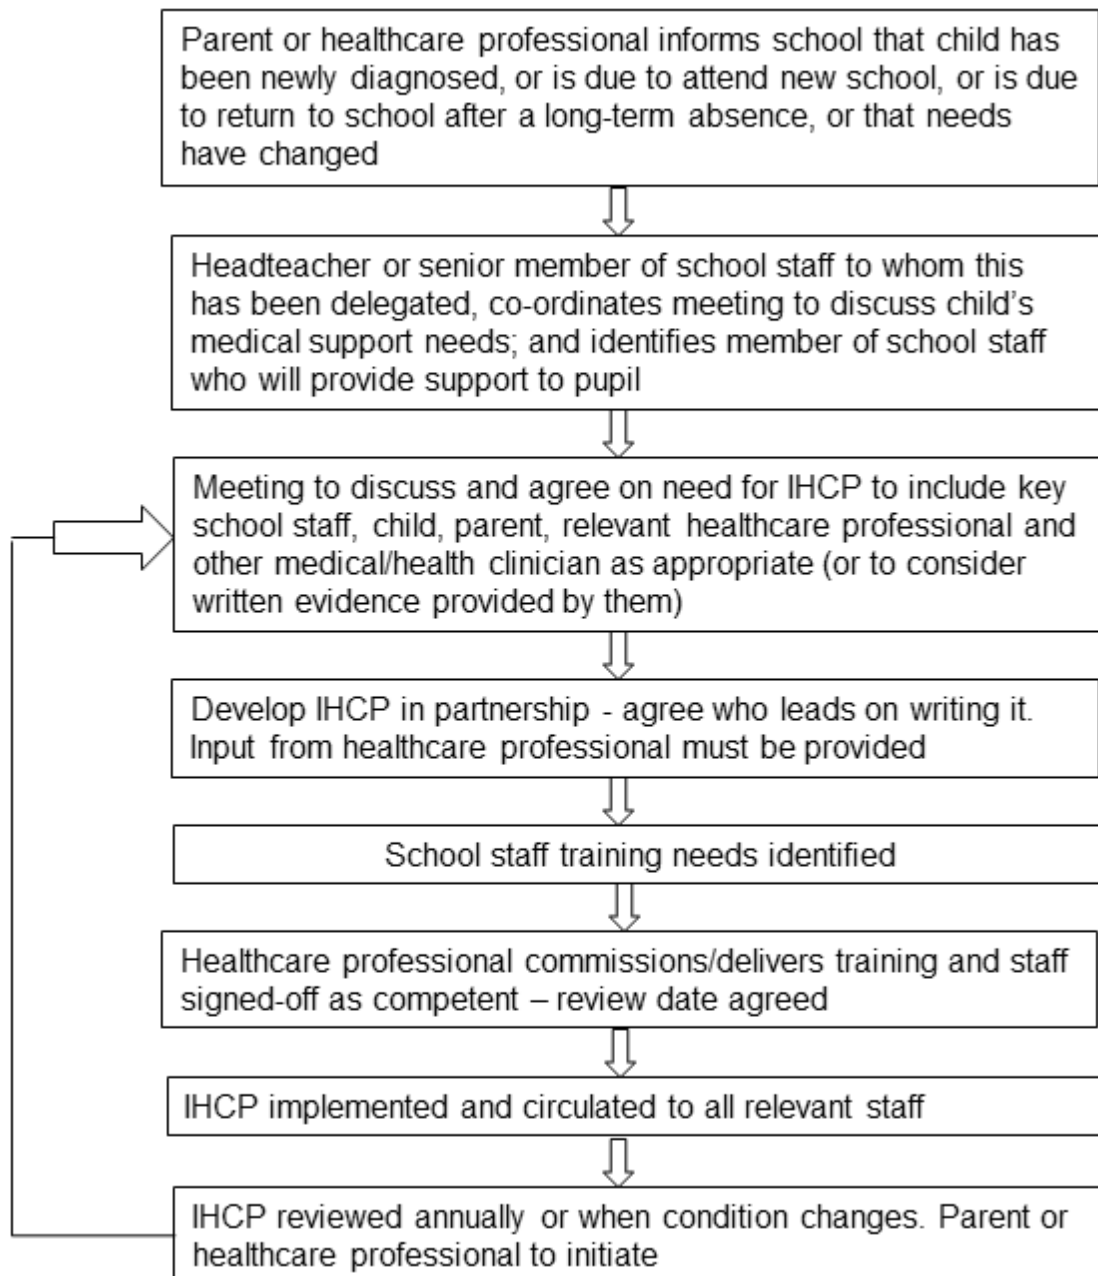 Parent or healthcare professional informs school that child has
been newly diagnosed, or is due to attend new school, or is due
to return to school after a long-term absence, or that needs
have changed
Headteacher or senior member of school staff to whom this
has been delegated, co-ordinates meeting to discuss child's
medical support needs; and identifies member of school staff
who will provide support to pupil
Meeting to discuss and agree on need for IHCP to include key
school staff, child, parent, relevant healthcare professional and
other medical/health clinician as appropriate (or to consider
written evidence provided by them)
Develop IHCP in partnership - agree who leads on writing it.
Input from healthcare professional must be provided
School staff training needs identified
Healthcare professional commissions/delivers training and staff
signed-off as competent – review date agreed
IHCP implemented and circulated to all relevant staff
IHCP reviewed annually or when condition changes. Parent or
healthcare professional to initiate